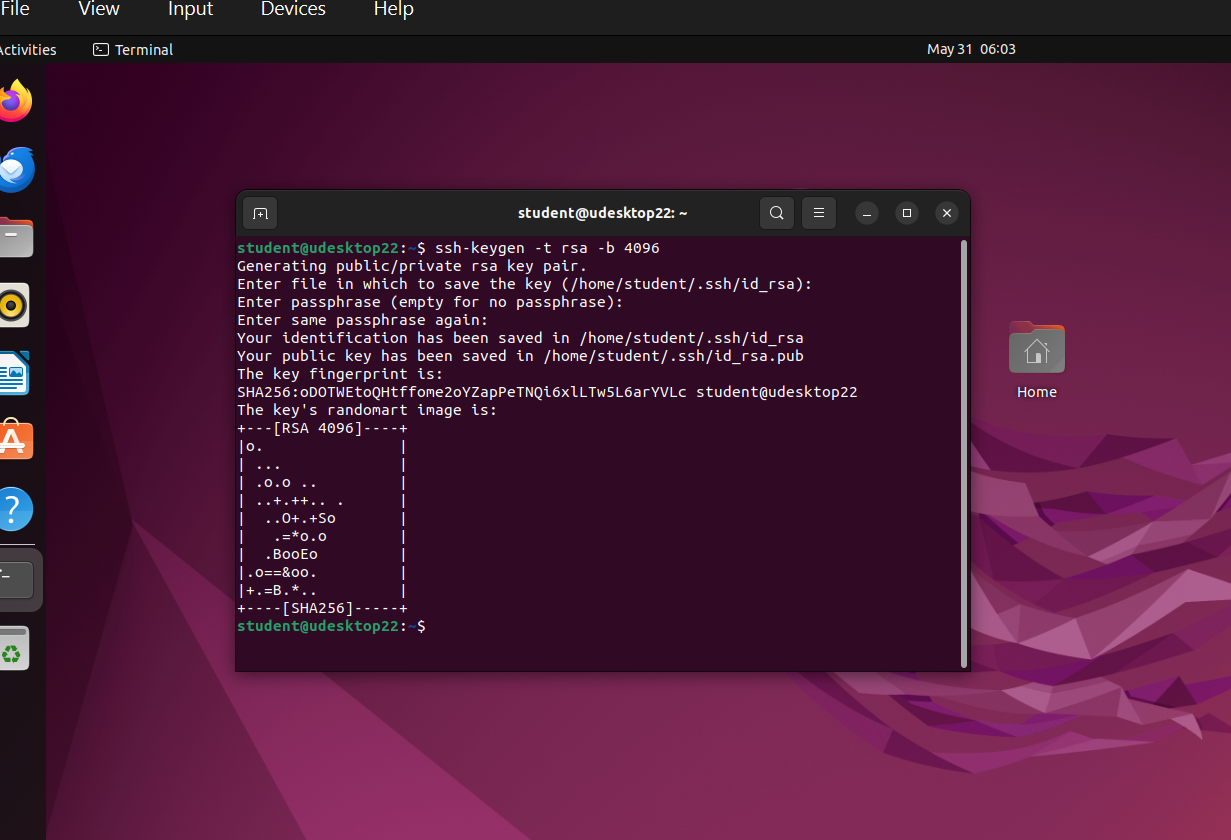 File View Input Devices Help
Activities Terminal May 31 06:03
student@udesktop22: ~
student@udesktop22:~$ ssh-keygen -t rsa -b 4096
Generating public/private rsa key pair.
Enter file in which to save the key (/home/student/.ssh/id_rsa):
Enter passphrase (empty for no passphrase):
Enter same passphrase again:
Your identification has been saved in /home/student/.ssh/id_rsa
Your public key has been saved in /home/student/.ssh/id_rsa.pub
The key fingerprint is:
SHA256:oDOTWEtoQHtffome2oYZapPeTNQi6xlLTw5L6arYVLc student@udesktop22
The key's randomart image is:
+---[RSA 4096]----+
|o.               |
| ...             |
| .o.o ..         |
| ..+.++.. .      |
|  ..O+.+So       |
|   .=*o.o        |
|  .BooEo         |
|.o==&oo.         |
|+.=B.*..         |
+----[SHA256]-----+
student@udesktop22:~$
Home